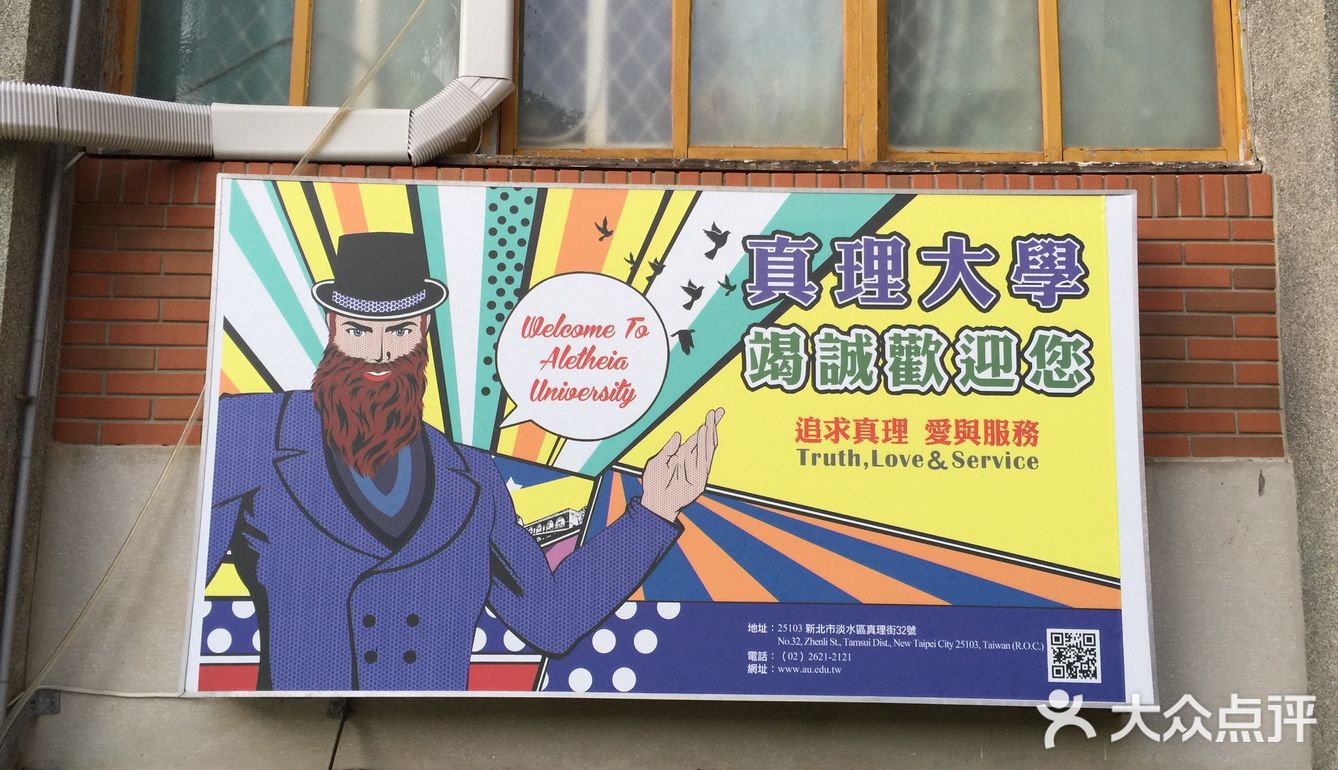 Welcome To
Aletheia
University
真理大學
竭誠歡迎您
追求真理 愛與服務
Truth,Love&Service
地址：25103 新北市淡水區真理街32號
No.32, Zhenli St., Tamsui Dist., New Taipei City 25103, Taiwan (R.O.C.)
電話：（02）2621-2121
網址：www.au.edu.tw
大众点评